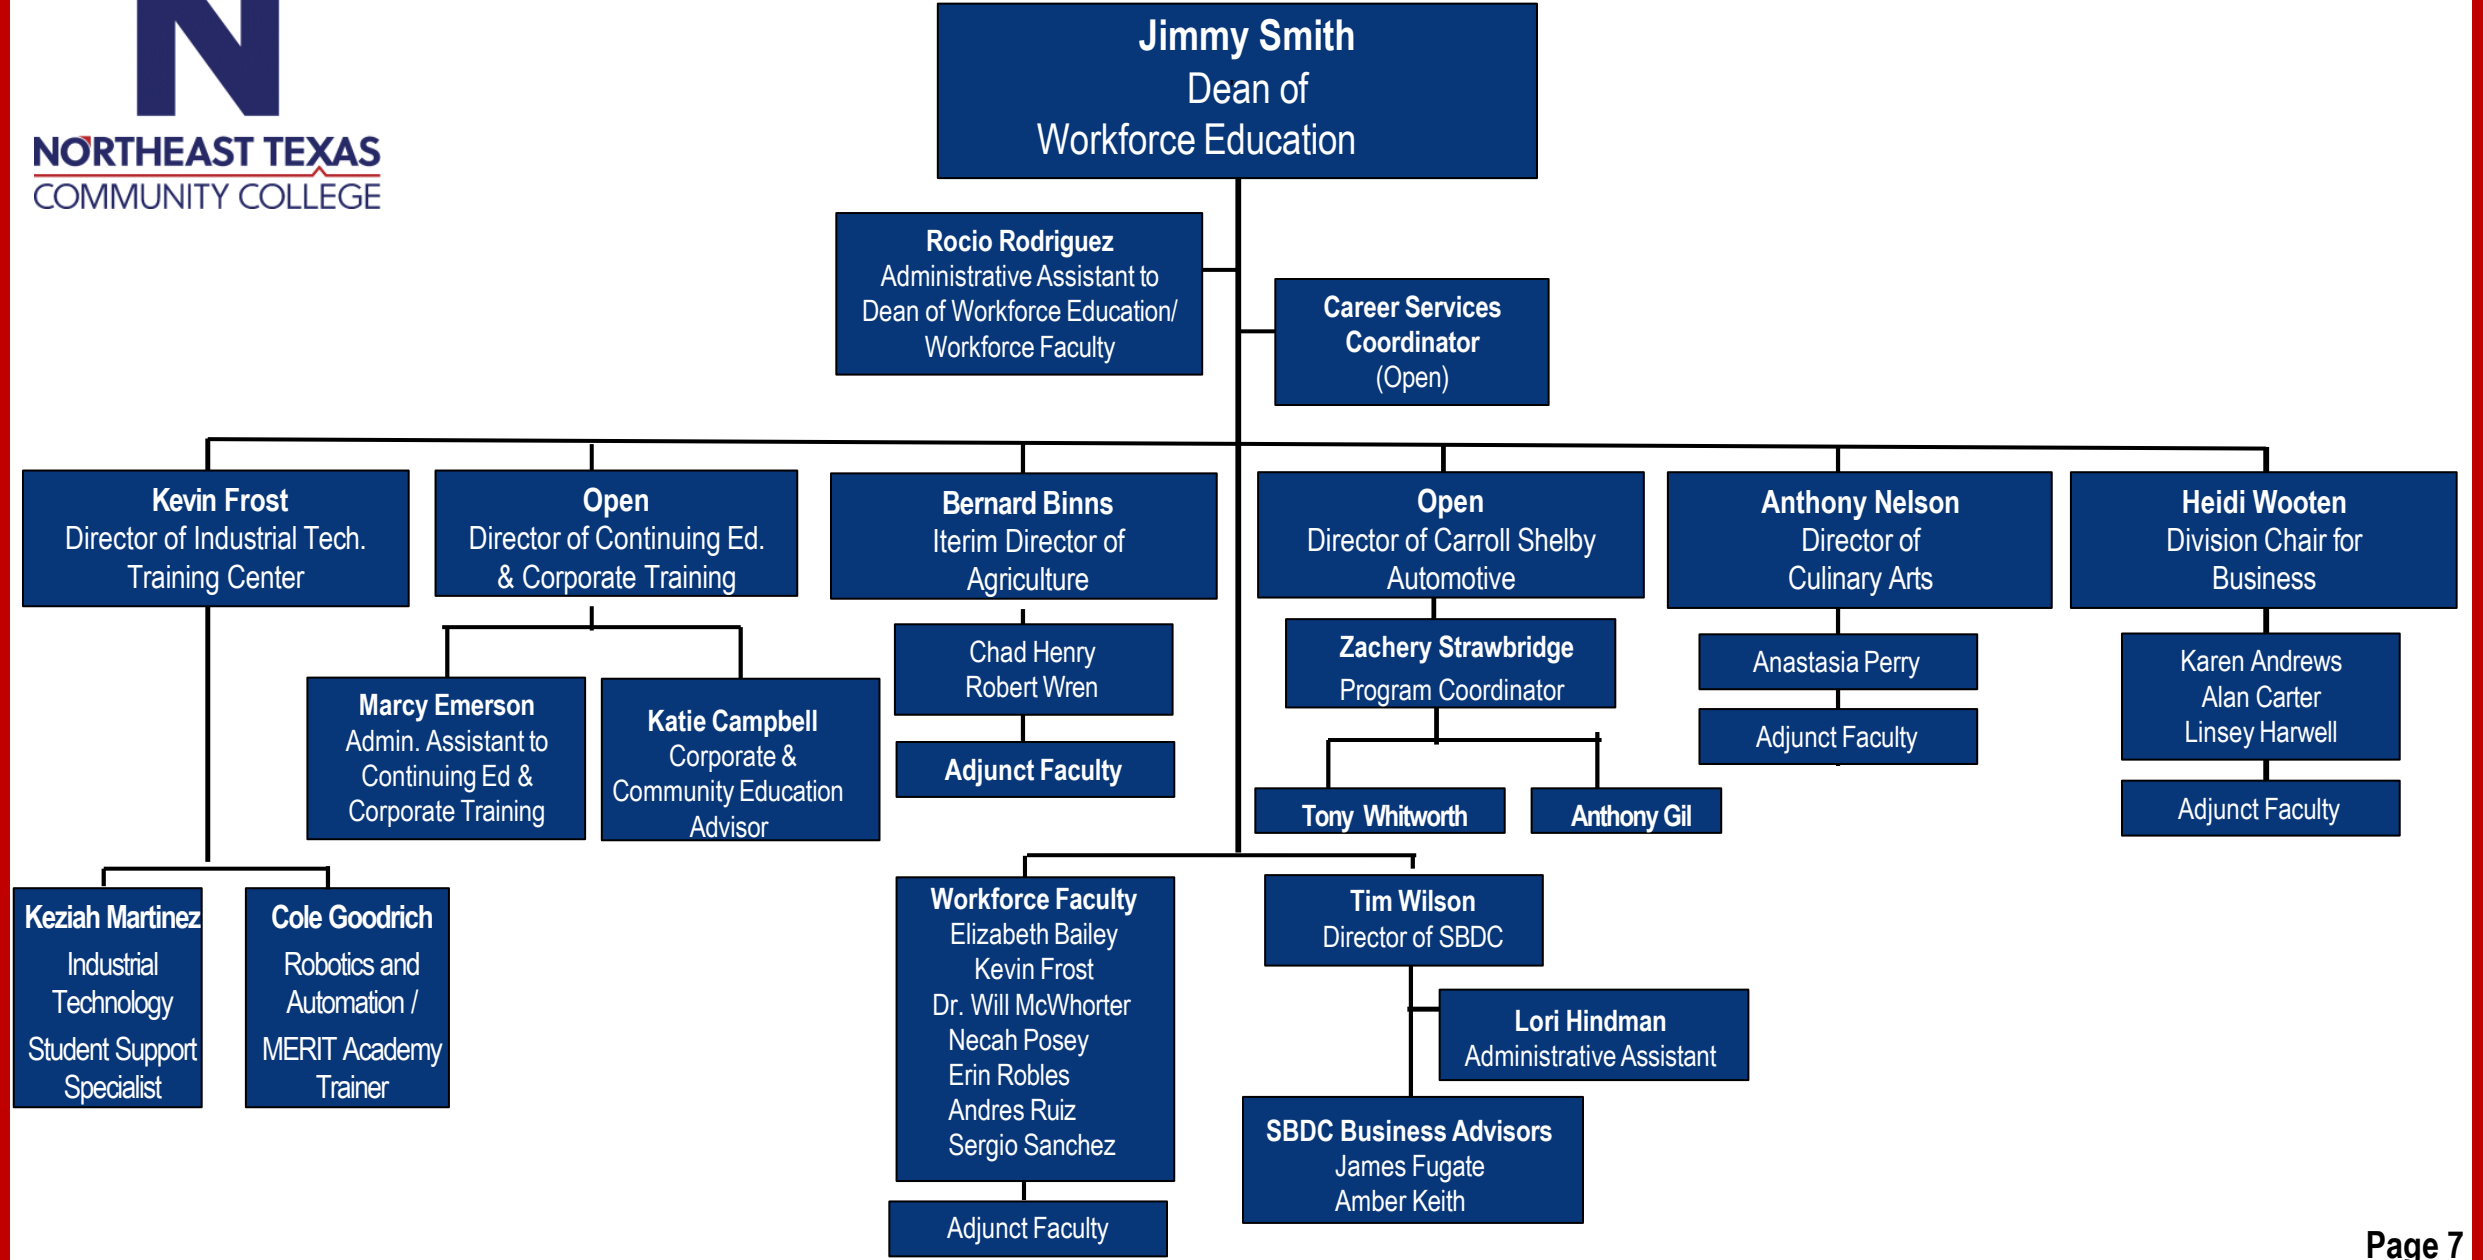 N
NORTHEAST TEXAS
COMMUNITY COLLEGE
Jimmy Smith
Dean of
Workforce Education
Rocio Rodriguez
Administrative Assistant to
Dean of Workforce Education/
Workforce Faculty
Career Services
Coordinator
(Open)
Kevin Frost
Director of Industrial Tech.
Training Center
Open
Director of Continuing Ed.
& Corporate Training
Bernard Binns
Iterim Director of
Agriculture
Open
Director of Carroll Shelby
Automotive
Anthony Nelson
Director of
Culinary Arts
Heidi Wooten
Division Chair for
Business
Marcy Emerson
Admin. Assistant to
Continuing Ed &
Corporate Training
Katie Campbell
Corporate &
Community Education
Advisor
Chad Henry
Robert Wren
Adjunct Faculty
Zachery Strawbridge
Program Coordinator
Tony Whitworth
Anthony Gil
Anastasia Perry
Adjunct Faculty
Karen Andrews
Alan Carter
Linsey Harwell
Adjunct Faculty
Keziah Martinez
Industrial
Technology
Student Support
Specialist
Cole Goodrich
Robotics and
Automation /
MERIT Academy
Trainer
Workforce Faculty
Elizabeth Bailey
Kevin Frost
Dr. Will McWhorter
Necah Posey
Erin Robles
Andres Ruiz
Sergio Sanchez
Adjunct Faculty
Tim Wilson
Director of SBDC
Lori Hindman
Administrative Assistant
SBDC Business Advisors
James Fugate
Amber Keith
Page 7